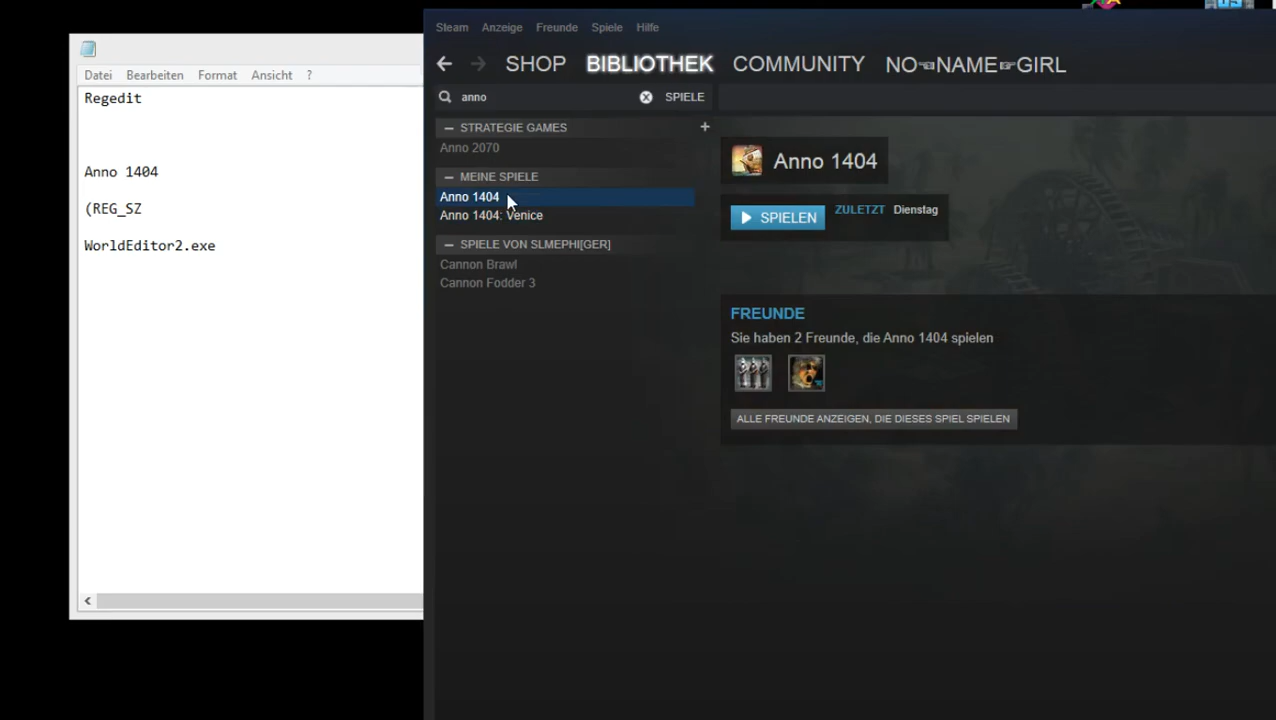 Datei Bearbeiten Format Ansicht ?
Regedit
Anno 1404
(REG_SZ
WorldEditor2.exe
Steam Anzeige Freunde Spiele Hilfe
SHOP BIBLIOTHEK COMMUNITY NO☜NAME☞GIRL
anno SPIELE
– STRATEGIE GAMES +
Anno 2070
– MEINE SPIELE
Anno 1404
Anno 1404: Venice
– SPIELE VON SLMEPHI[GER]
Cannon Brawl
Cannon Fodder 3
Anno 1404
SPIELEN ZULETZT Dienstag
FREUNDE
Sie haben 2 Freunde, die Anno 1404 spielen
ALLE FREUNDE ANZEIGEN, DIE DIESES SPIEL SPIELEN